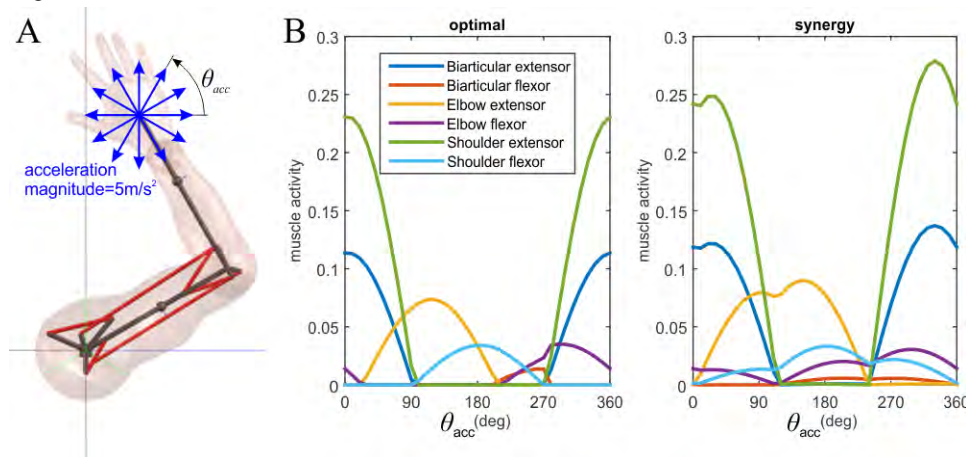 A
θacc
acceleration
magnitude=5m/s²
B
optimal
muscle activity
0.3
0.25
0.2
0.15
0.1
0.05
0
Biarticular extensor
Biarticular flexor
Elbow extensor
Elbow flexor
Shoulder extensor
Shoulder flexor
0 90 180 270 360
θacc (deg)
synergy
muscle activity
0.3
0.25
0.2
0.15
0.1
0.05
0
0 90 180 270 360
θacc (deg)